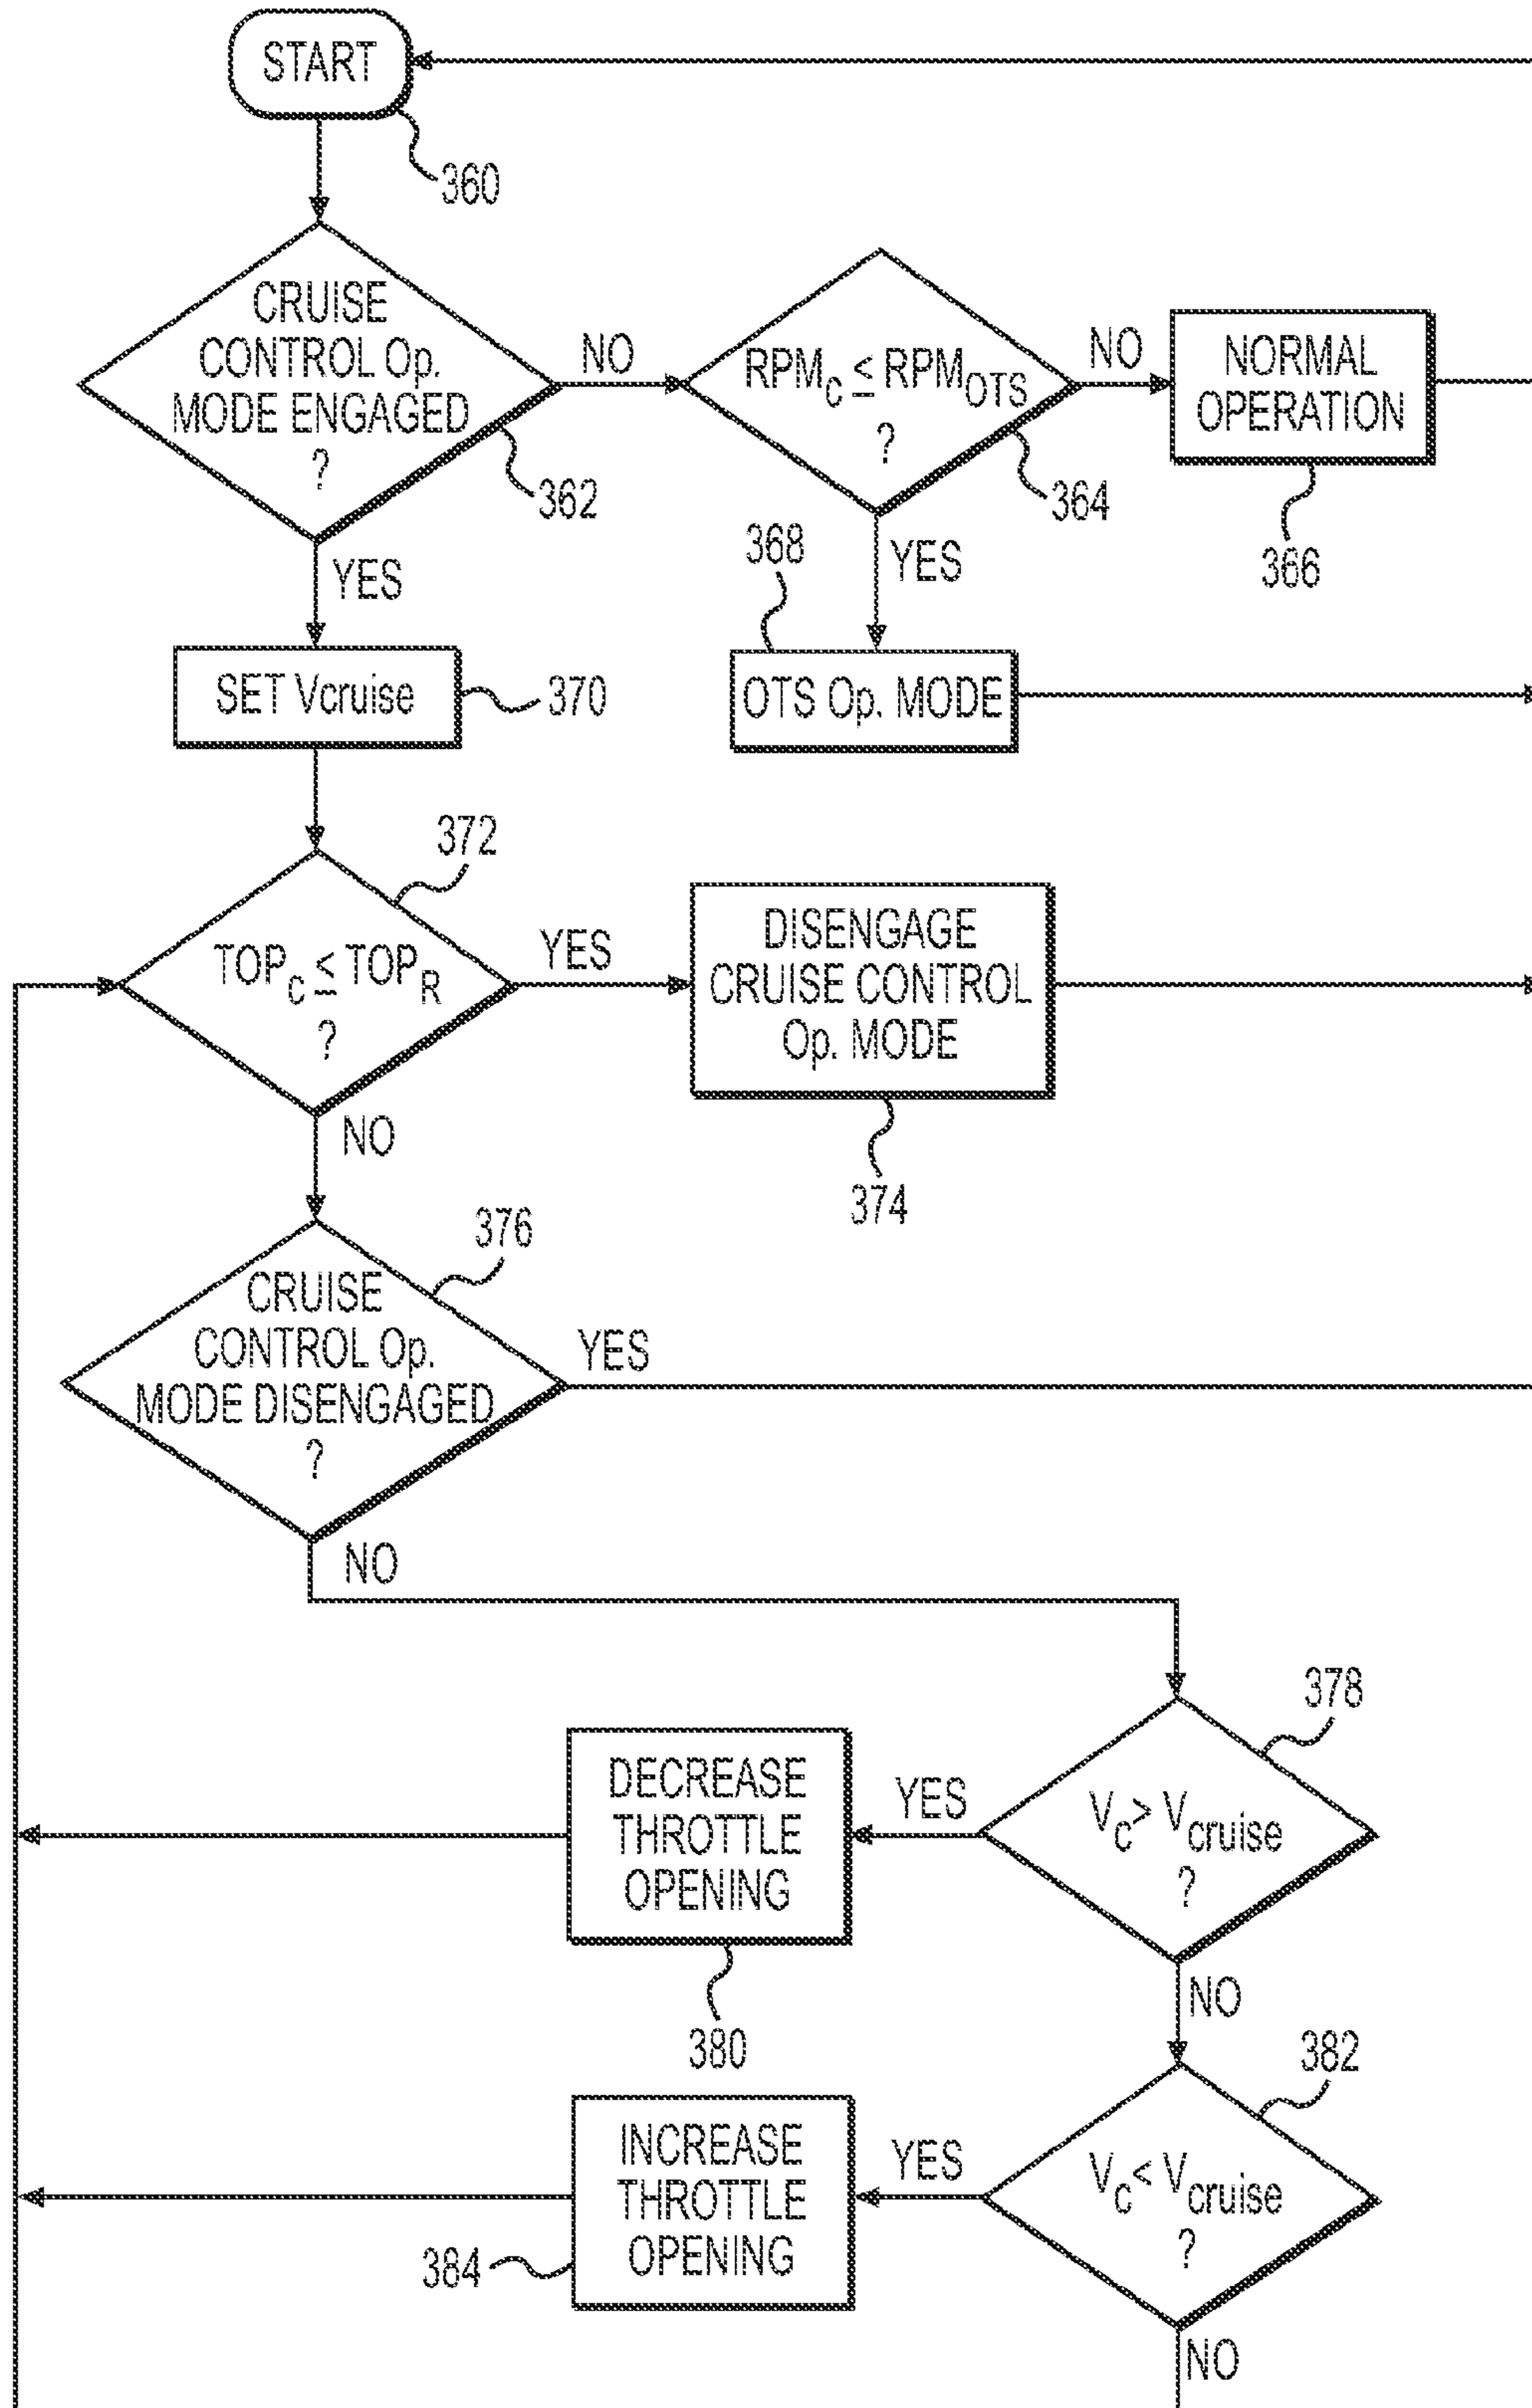 START
360
CRUISE
CONTROL Op.
MODE ENGAGED
?
362
NO
RPMc ≤ RPMOTS
?
364
NO
NORMAL
OPERATION
366
YES
368
YES
SET Vcruise
370
OTS Op. MODE
372
TOPc ≤ TOPR
?
YES
DISENGAGE
CRUISE CONTROL
Op. MODE
374
NO
376
CRUISE
CONTROL Op.
MODE DISENGAGED
?
YES
NO
378
Vc> Vcruise
?
YES
DECREASE
THROTTLE
OPENING
380
NO
382
Vc< Vcruise
?
YES
INCREASE
THROTTLE
OPENING
384
NO